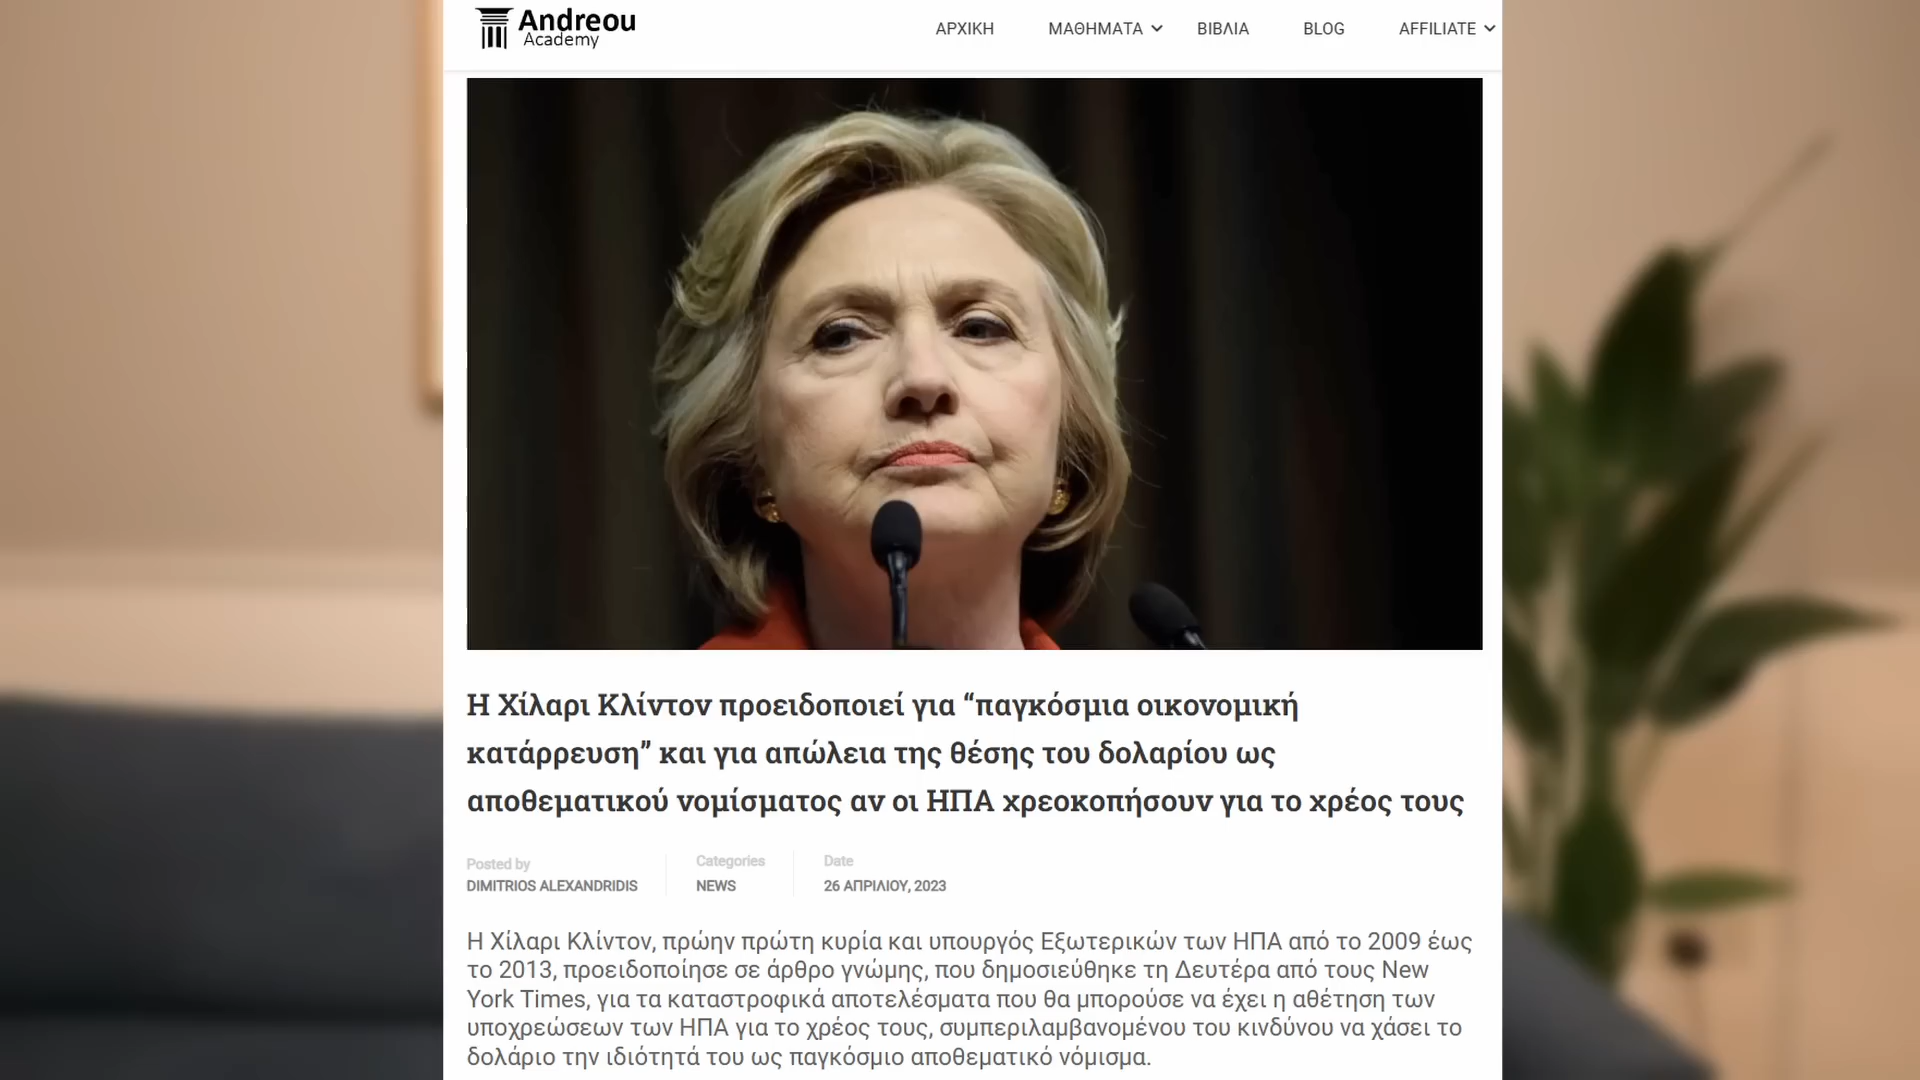 Andreou
Academy
ΑΡΧΙΚΗ
ΜΑΘΗΜΑΤΑ
ΒΙΒΛΙΑ
BLOG
AFFILIATE
Η Χίλαρι Κλίντον προειδοποιεί για “παγκόσμια οικονομική
κατάρρευση” και για απώλεια της θέσης του δολαρίου ως
αποθεματικού νομίσματος αν οι ΗΠΑ χρεοκοπήσουν για το χρέος τους
Posted by
DIMITRIOS ALEXANDRIDIS
Categories
NEWS
Date
26 ΑΠΡΙΛΙΟΥ, 2023
Η Χίλαρι Κλίντον, πρώην πρώτη κυρία και υπουργός Εξωτερικών των ΗΠΑ από το 2009 έως
το 2013, προειδοποίησε σε άρθρο γνώμης, που δημοσιεύθηκε τη Δευτέρα από τους New
York Times, για τα καταστροφικά αποτελέσματα που θα μπορούσε να έχει η αθέτηση των
υποχρεώσεων των ΗΠΑ για το χρέος τους, συμπεριλαμβανομένου του κινδύνου να χάσει το
δολάριο την ιδιότητά του ως παγκόσμιο αποθεματικό νόμισμα.